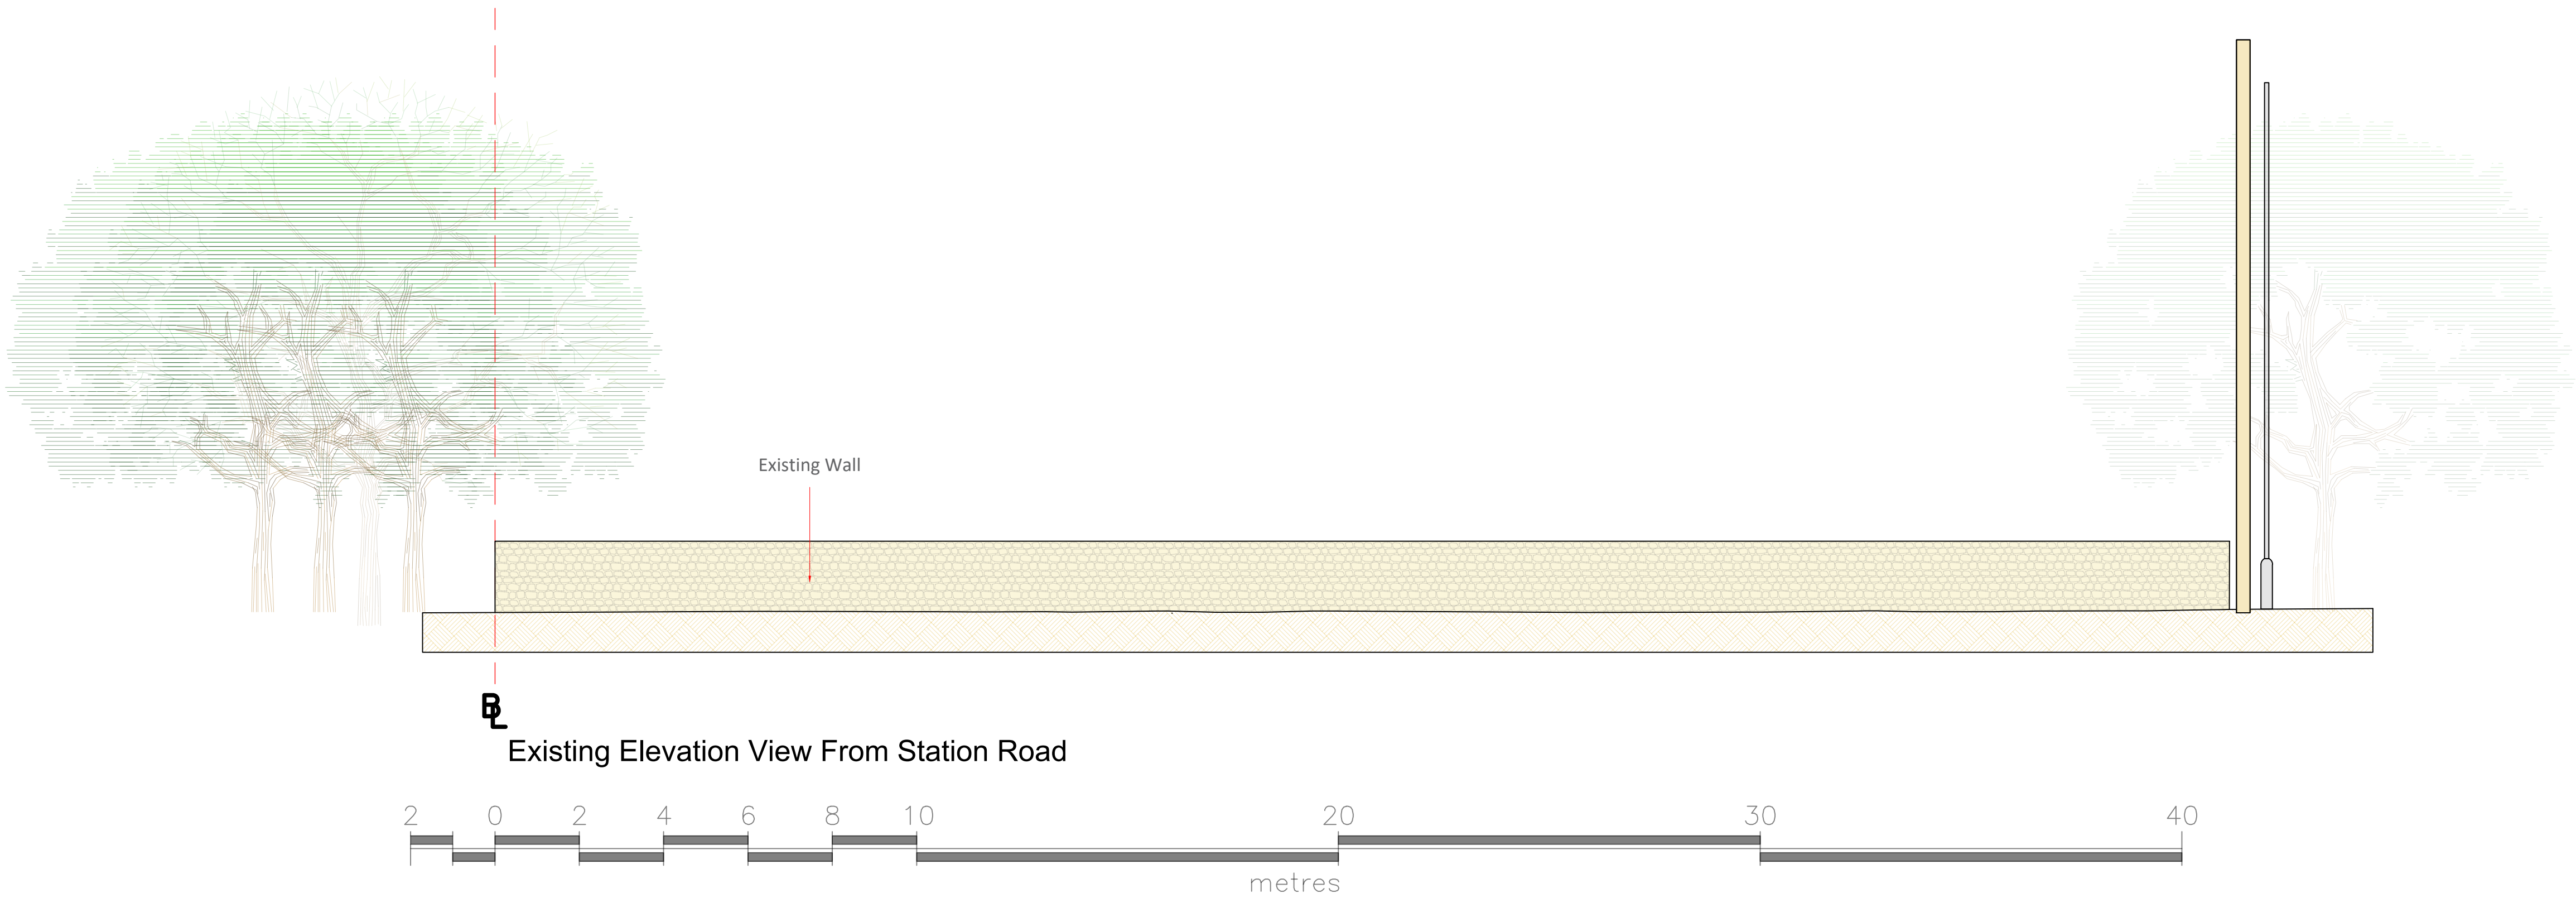 Existing Wall
BL
Existing Elevation View From Station Road
2 0 2 4 6 8 10 20 30 40
metres